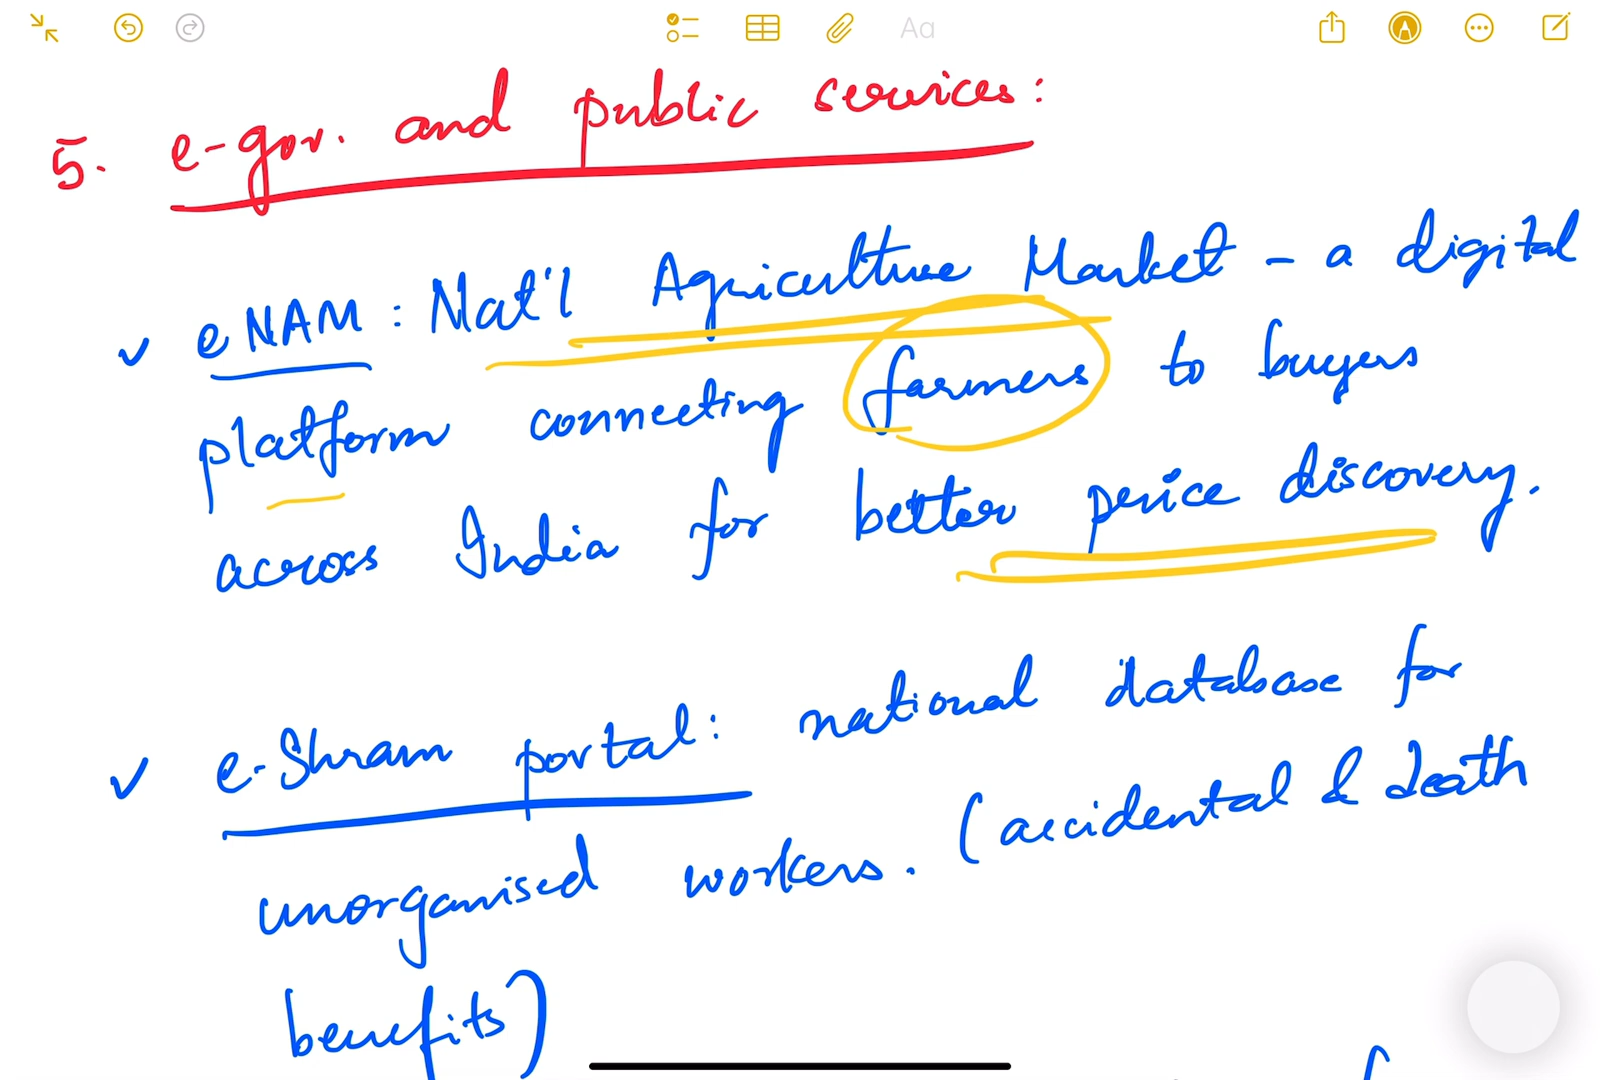 Aa
5. e-gov. and public services:
✓ eNAM: Nat'l Agriculture Market - a digital
platform connecting farmers to buyers
across India for better price discovery.
✓ e-Shram portal: national database for
unorganised workers. (accidental & death
benefits)